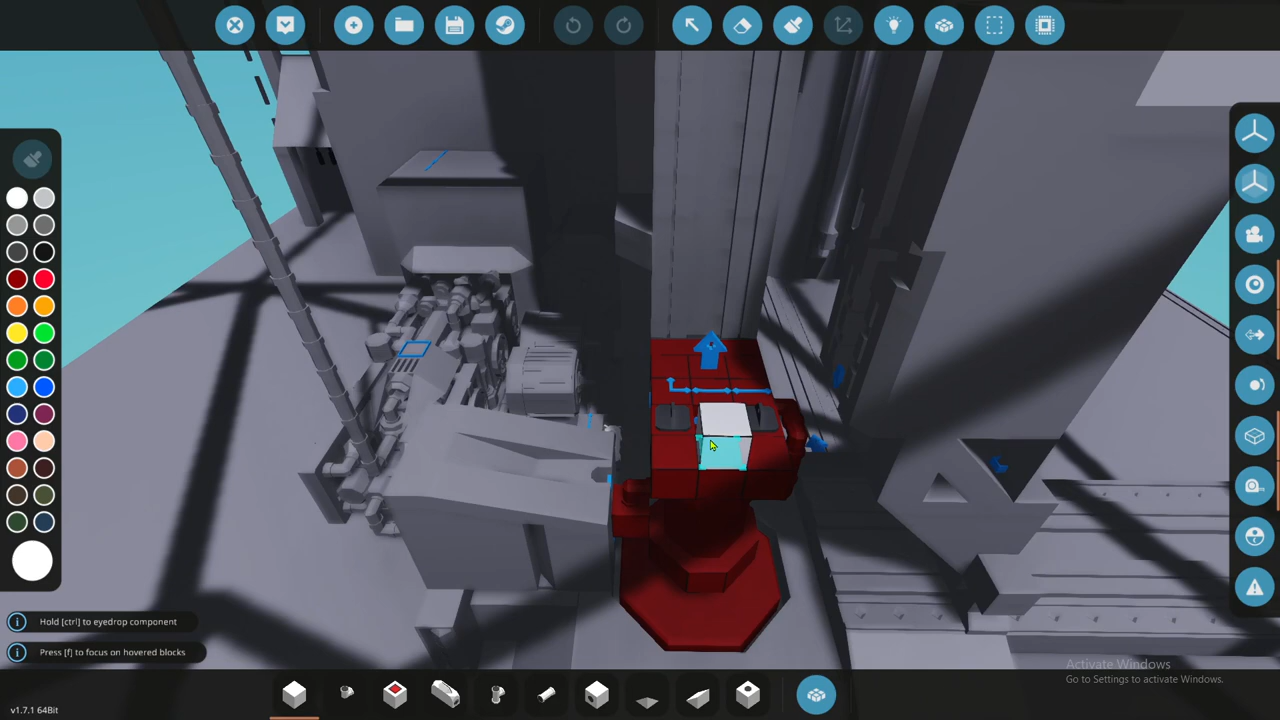 Hold [ctrl] to eyedrop component
Press [f] to focus on hovered blocks
Activate Windows
Go to Settings to activate Windows.
v1.7.1 64Bit